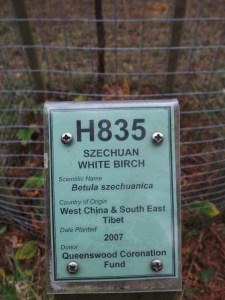 H835
SZECHUAN
WHITE BIRCH
Scientific Name
Betula szechuanica
Country of Origin
West China & South East
Tibet
Date Planted
2007
Donor
Queenswood Coronation
Fund